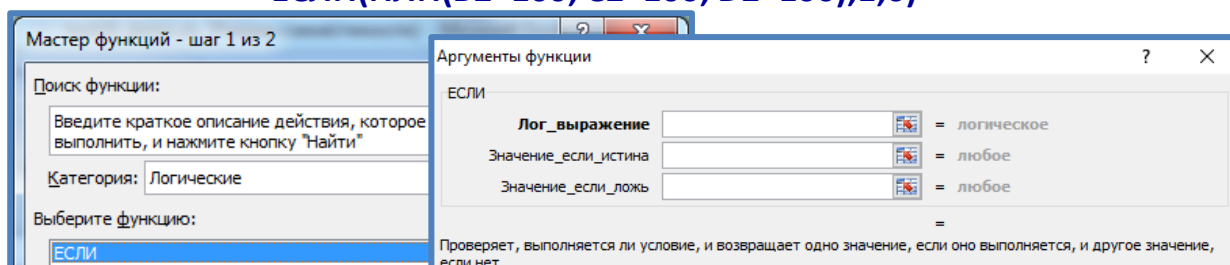 Мастер функций - шаг 1 из 2
Поиск функции:
Введите краткое описание действия, которое
выполнить, и нажмите кнопку "Найти"
Категория: Логические
Выберите функцию:
ЕСЛИ
Аргументы функции
? X
ЕСЛИ
Лог_выражение = логическое
Значение_если_истина = любое
Значение_если_ложь = любое
=
Проверяет, выполняется ли условие, и возвращает одно значение, если оно выполняется, и другое значение,
если нет